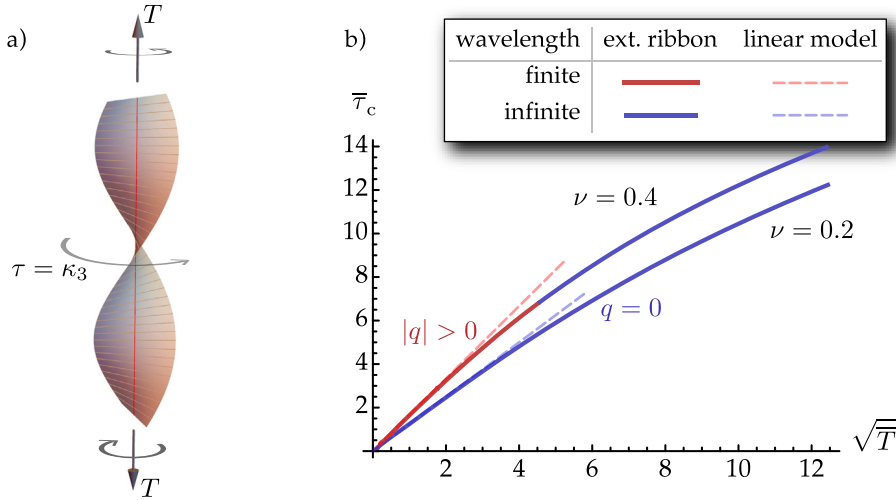 a)
T
τ = κ₃
T
b)
wavelength ext. ribbon linear model
finite
infinite
τ̅_c
14
12
10
8
6
4
2
ν = 0.4
ν = 0.2
|q| > 0
q = 0
2 4 6 8 10 12
√T̅